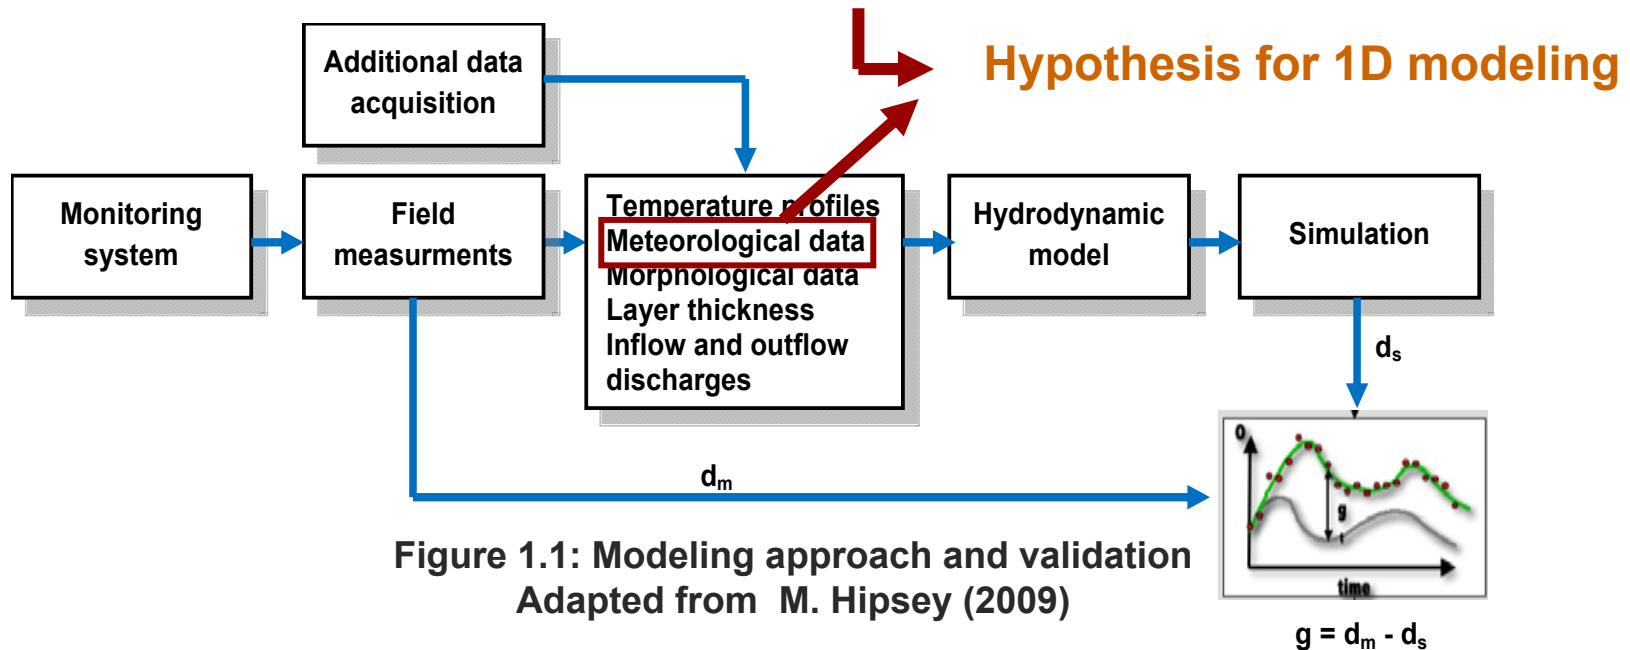 Hypothesis for 1D modeling
Additional data
acquisition
Monitoring
system
Field
measurments
Temperature profiles
Meteorological data
Morphological data
Layer thickness
Inflow and outflow
discharges
Hydrodynamic
model
Simulation
dₛ
dₘ
o
g
t
time
g = dₘ - dₛ
Figure 1.1: Modeling approach and validation
Adapted from M. Hipsey (2009)